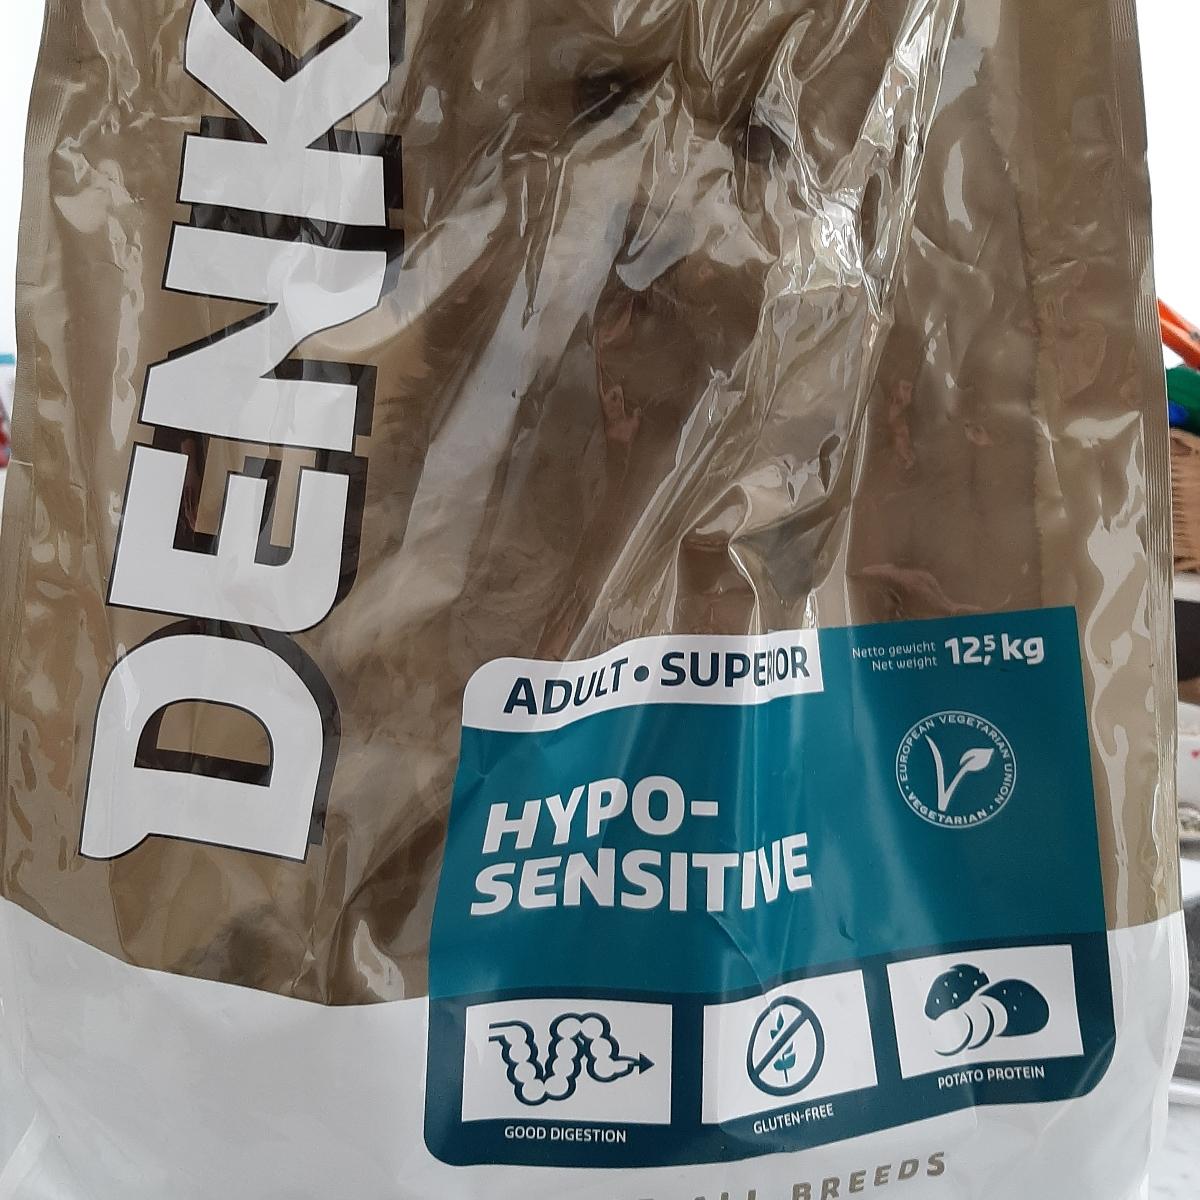 DENK
ADULT • SUPERIOR
Netto gewicht
Net weight
12,5 kg
HYPO-
SENSITIVE
EUROPEAN VEGETARIAN UNION
• VEGETARIAN •
GOOD DIGESTION
GLUTEN-FREE
POTATO PROTEIN
ALL BREEDS